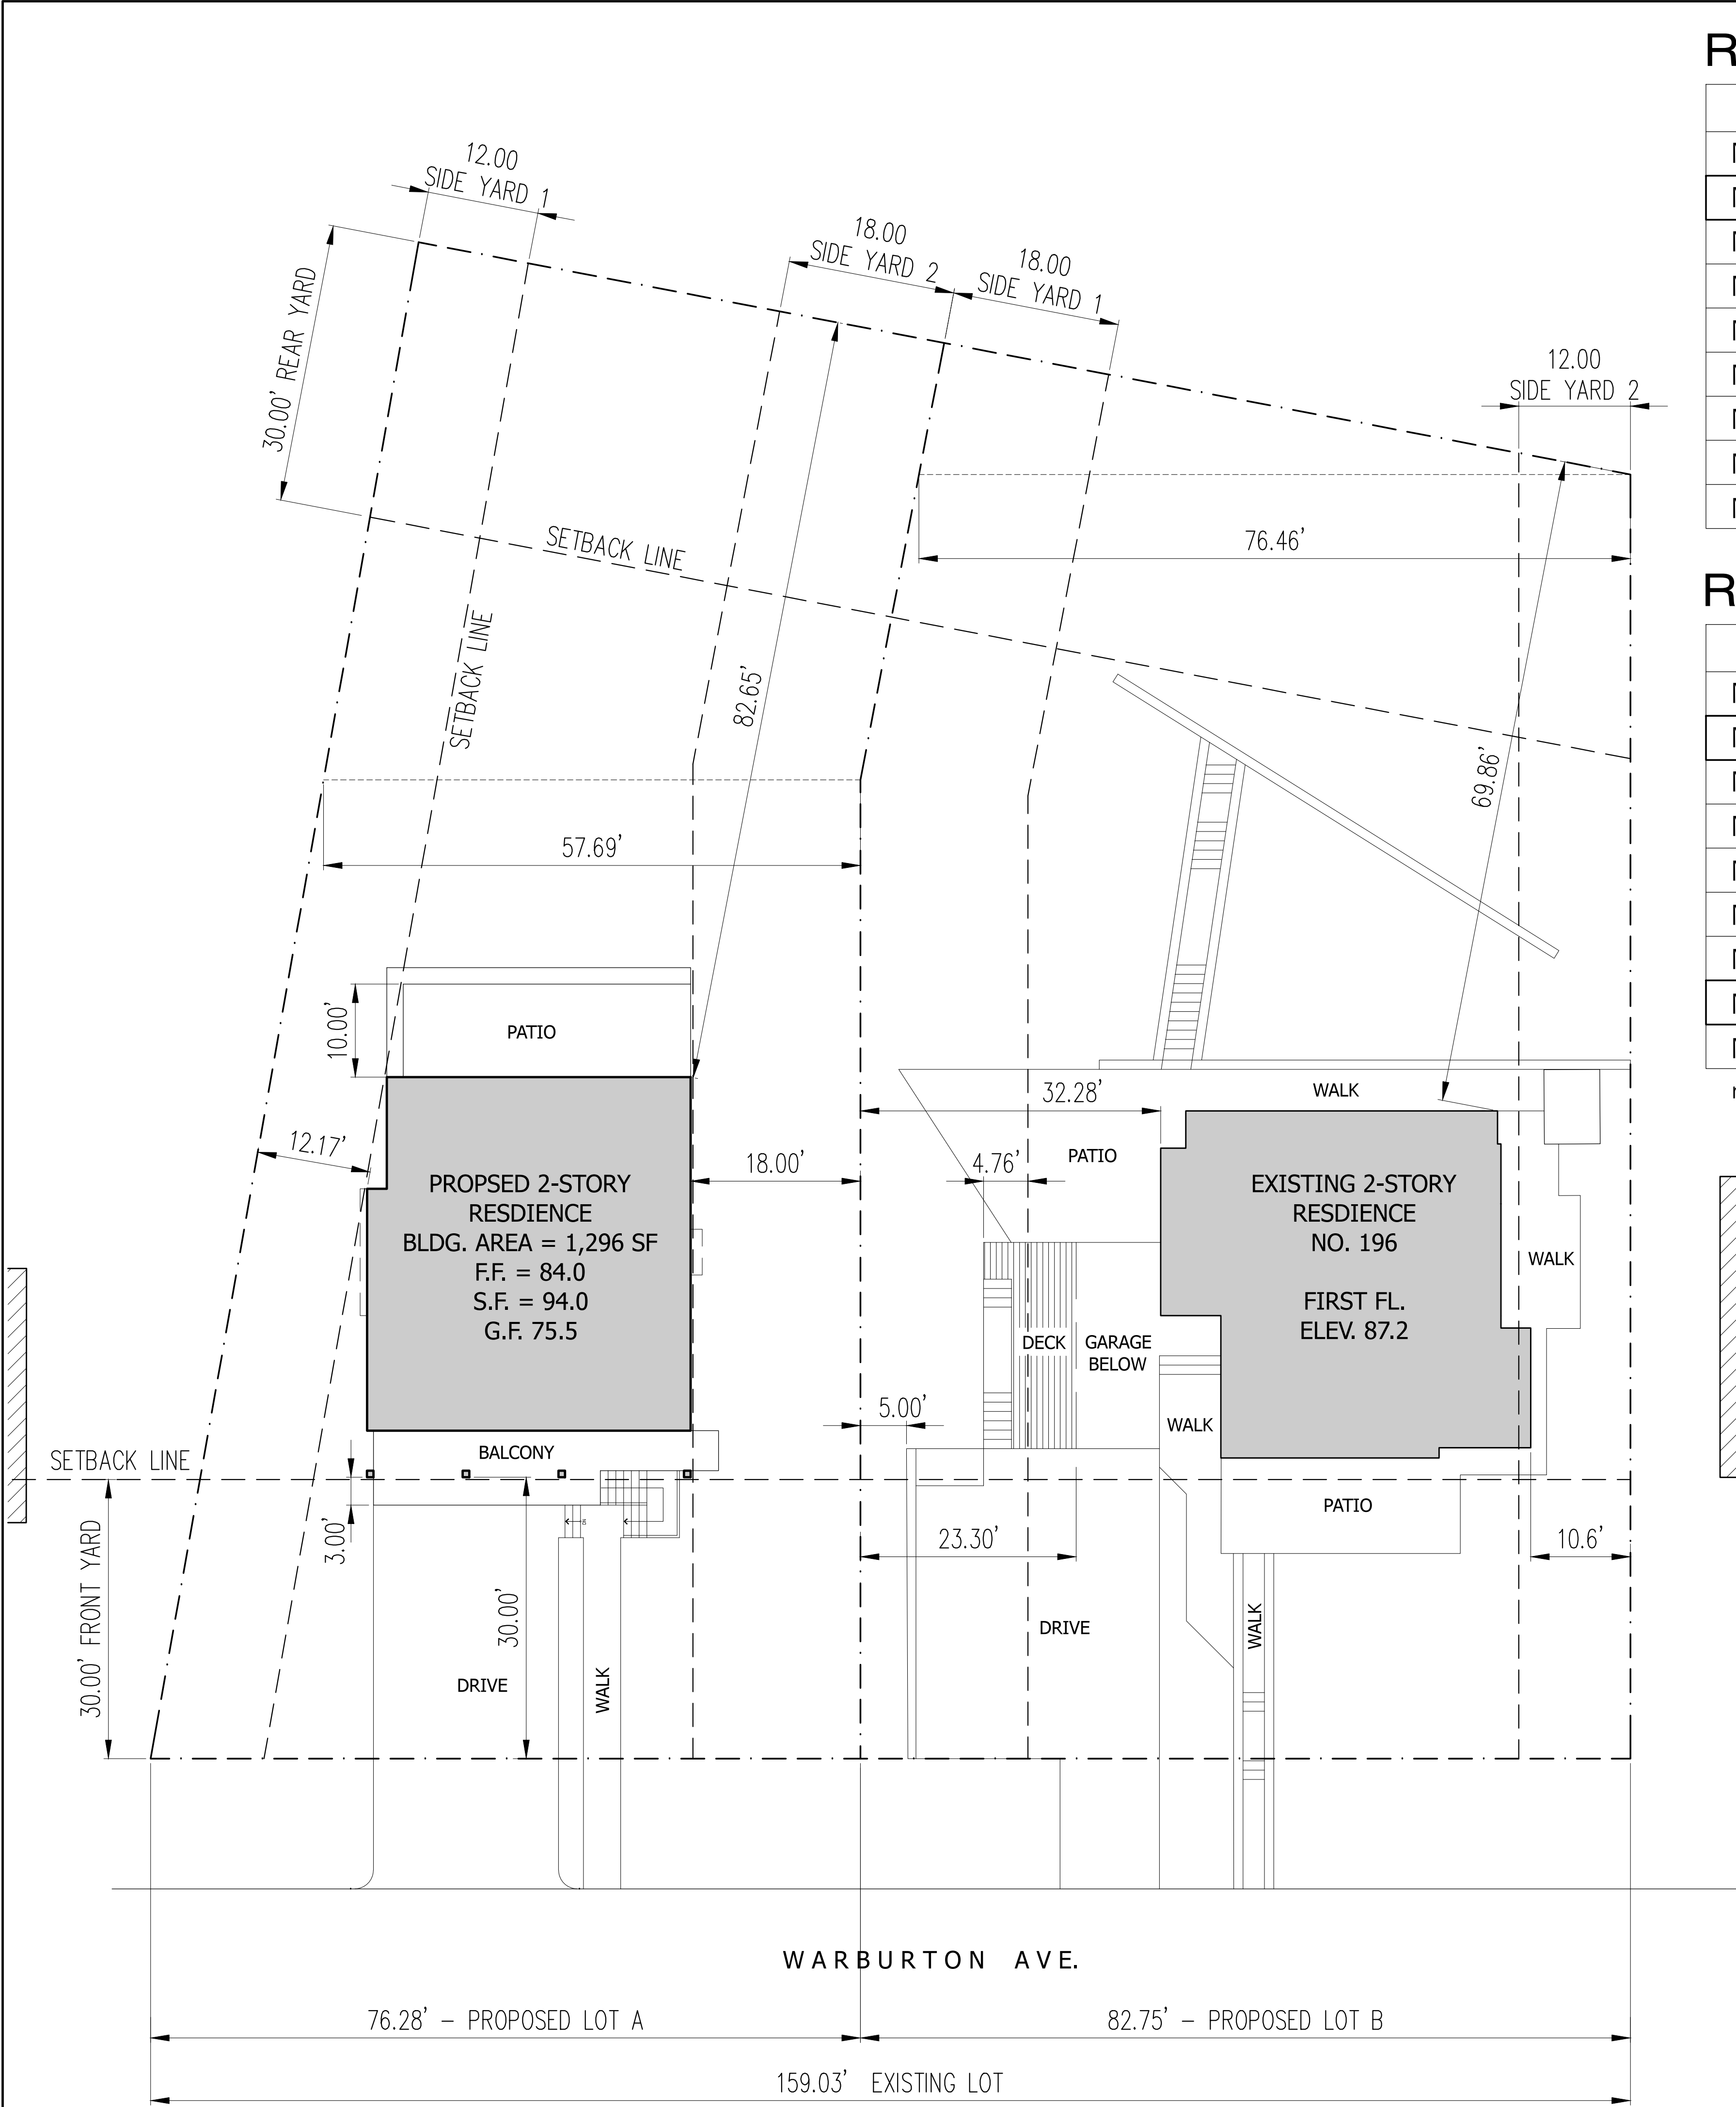 12.00
SIDE YARD 1
18.00
SIDE YARD 2
18.00
SIDE YARD 1
12.00
SIDE YARD 2
30.00' REAR YARD
SETBACK LINE
76.46'
SETBACK LINE
82.65'
69.86'
57.69'
10.00'
PATIO
32.28'
WALK
12.17'
18.00'
4.76'
PATIO
PROPSED 2-STORY
RESDIENCE
BLDG. AREA = 1,296 SF
F.F. = 84.0
S.F. = 94.0
G.F. 75.5
EXISTING 2-STORY
RESDIENCE
NO. 196
FIRST FL.
ELEV. 87.2
WALK
DECK
GARAGE
BELOW
5.00'
WALK
BALCONY
SETBACK LINE
PATIO
3.00'
23.30'
10.6'
30.00' FRONT YARD
30.00'
DRIVE
WALK
DRIVE
WALK
WARBURTON AVE.
76.28' - PROPOSED LOT A
82.75' - PROPOSED LOT B
159.03' EXISTING LOT